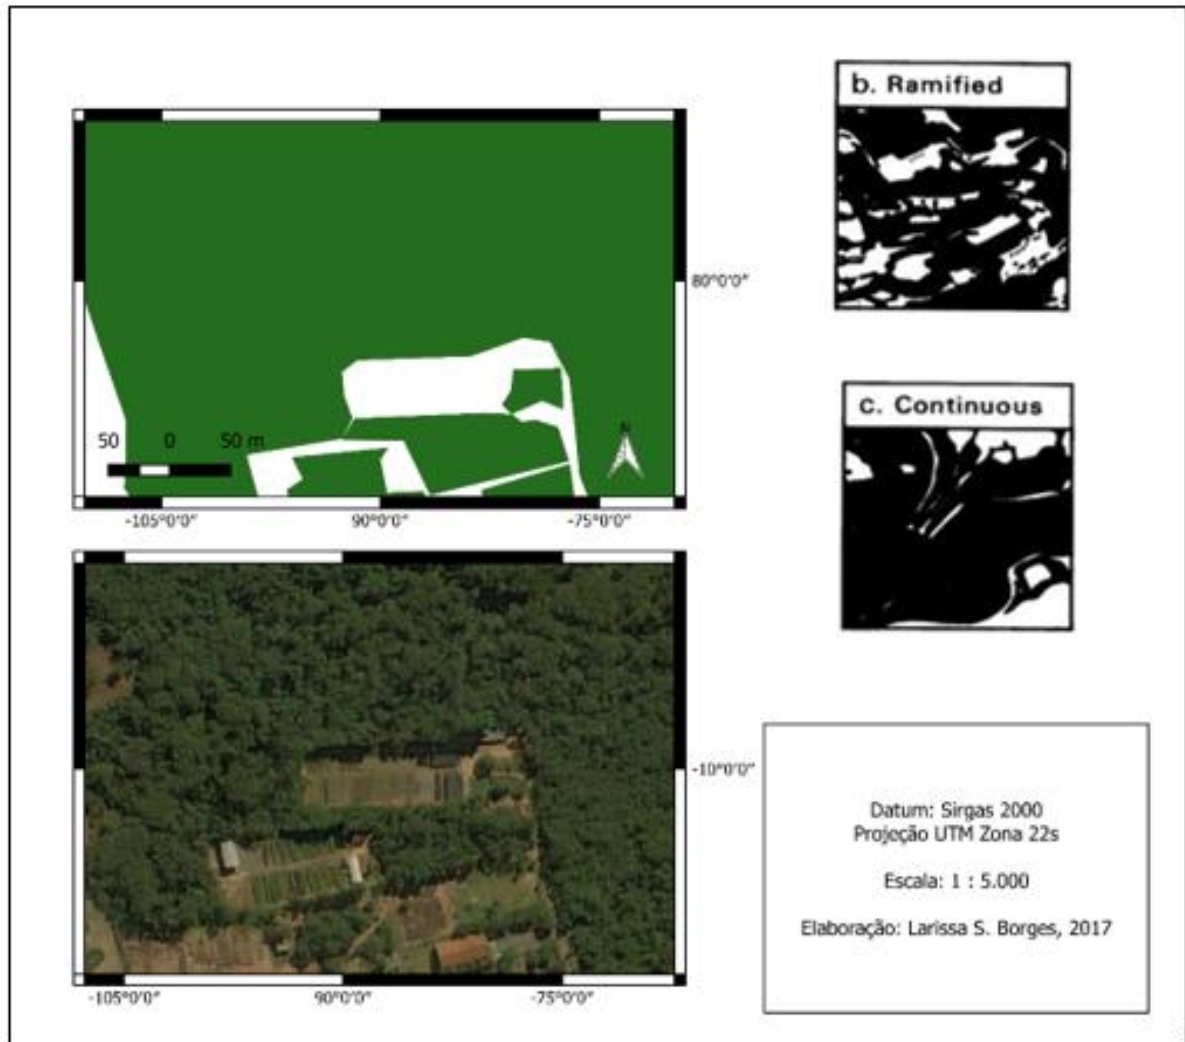 b. Ramified
80°0'0"
50 0 50 m
N
-105°0'0" 90°0'0" -75°0'0"
c. Continuous
-10°0'0"
-105°0'0" 90°0'0" -75°0'0"
Datum: Sirgas 2000
Projeção UTM Zona 22s
Escala: 1 : 5.000
Elaboração: Larissa S. Borges, 2017